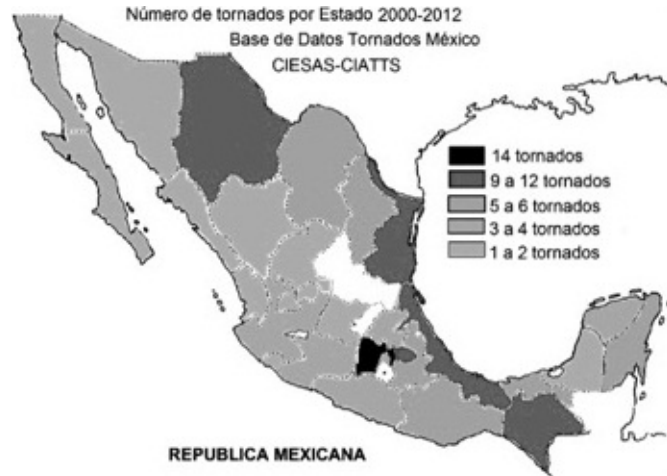 Número de tornados por Estado 2000-2012
Base de Datos Tornados México
CIESAS-CIATTS
14 tornados
9 a 12 tornados
5 a 6 tornados
3 a 4 tornados
1 a 2 tornados
REPUBLICA MEXICANA